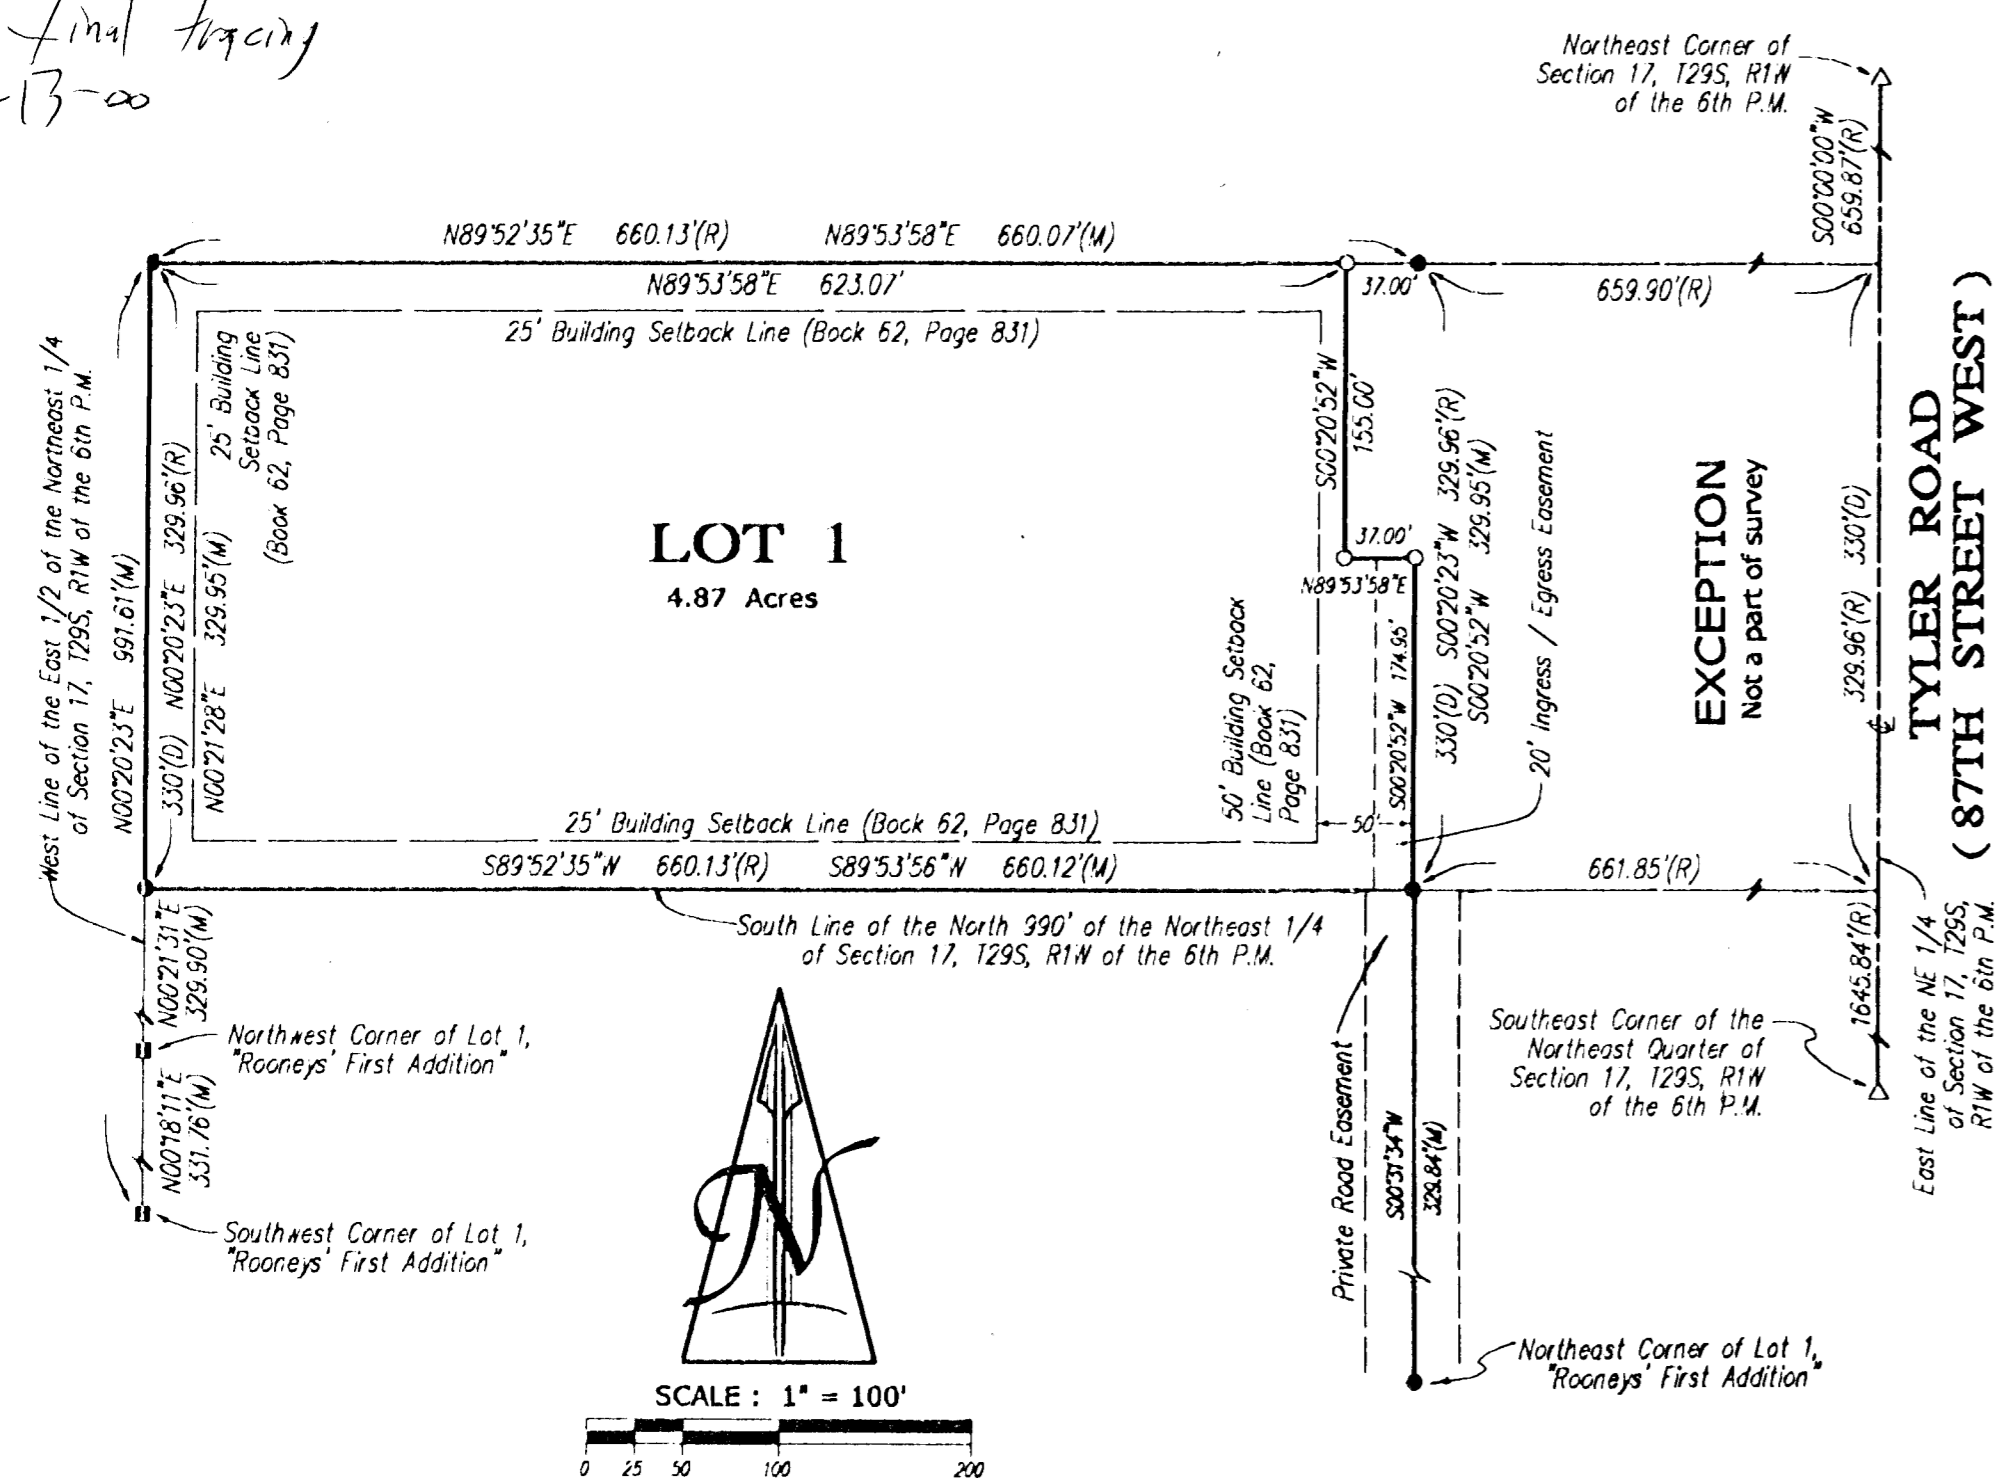 final tracing
-13-00
Northeast Corner of
Section 17, T29S, R1W
of the 6th P.M.
S00°00'00"W
659.87'(R)
N89°52'35"E 660.13'(R) N89°53'58"E 660.07'(M)
N89°53'58"E 623.07'
37.00'
659.90'(R)
25' Building Setback Line (Book 62, Page 831)
25' Building
Setback Line
(Book 62, Page 831)
West Line of the East 1/2 of the Northeast 1/4
of Section 17, T29S, R1W of the 6th P.M.
N00°20'23"E 991.61'(M)
330'(D) N00°20'23"E 329.96'(R)
N00°21'28"E 329.95'(M)
LOT 1
4.87 Acres
S00°20'52"W
155.00'
37.00'
N89°53'58"E
S00°20'52"W 174.95'
330'(D) S00°20'23"W 329.96'(R)
S00°20'52"W 329.95'(M)
20' Ingress / Egress Easement
50' Building Setback
Line (Book 62,
Page 831)
50'
EXCEPTION
Not a part of survey
329.96'(R) 330'(D)
TYLER ROAD
( 87TH STREET WEST )
25' Building Setback Line (Book 62, Page 831)
S89°52'35"W 660.13'(R) S89°53'56"W 660.12'(M)
661.85'(R)
South Line of the North 990' of the Northeast 1/4
of Section 17, T29S, R1W of the 6th P.M.
N00°21'31"E
329.90'(M)
Northwest Corner of Lot 1,
"Rooneys' First Addition"
N00°18'11"E
331.76'(M)
Southwest Corner of Lot 1,
"Rooneys' First Addition"
Private Road Easement
S00°31'34"W
329.84'(M)
Southeast Corner of the
Northeast Quarter of
Section 17, T29S, R1W
of the 6th P.M.
1645.84'(R)
East Line of the NE 1/4
of Section 17, T29S,
R1W of the 6th P.M.
N
Northeast Corner of Lot 1,
"Rooneys' First Addition"
SCALE : 1" = 100'
0 25 50 100 200